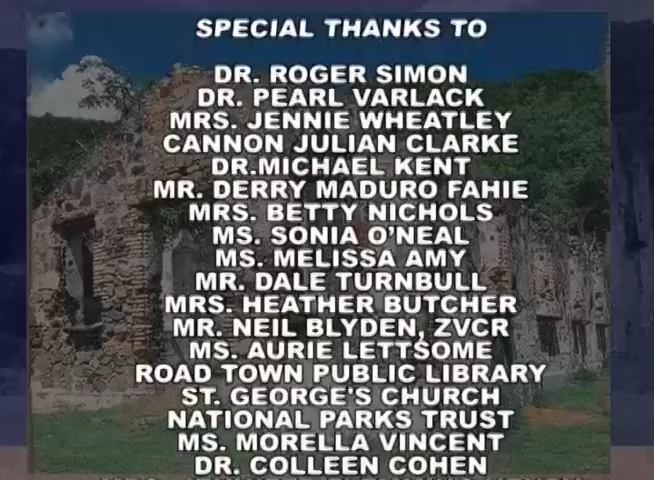 SPECIAL THANKS TO
DR. ROGER SIMON
DR. PEARL VARLACK
MRS. JENNIE WHEATLEY
CANNON JULIAN CLARKE
DR.MICHAEL KENT
MR. DERRY MADURO FAHIE
MRS. BETTY NICHOLS
MS. SONIA O'NEAL
MS. MELISSA AMY
MR. DALE TURNBULL
MRS. HEATHER BUTCHER
MR. NEIL BLYDEN, ZVCR
MS. AURIE LETTSOME
ROAD TOWN PUBLIC LIBRARY
ST. GEORGE'S CHURCH
NATIONAL PARKS TRUST
MS. MORELLA VINCENT
DR. COLLEEN COHEN